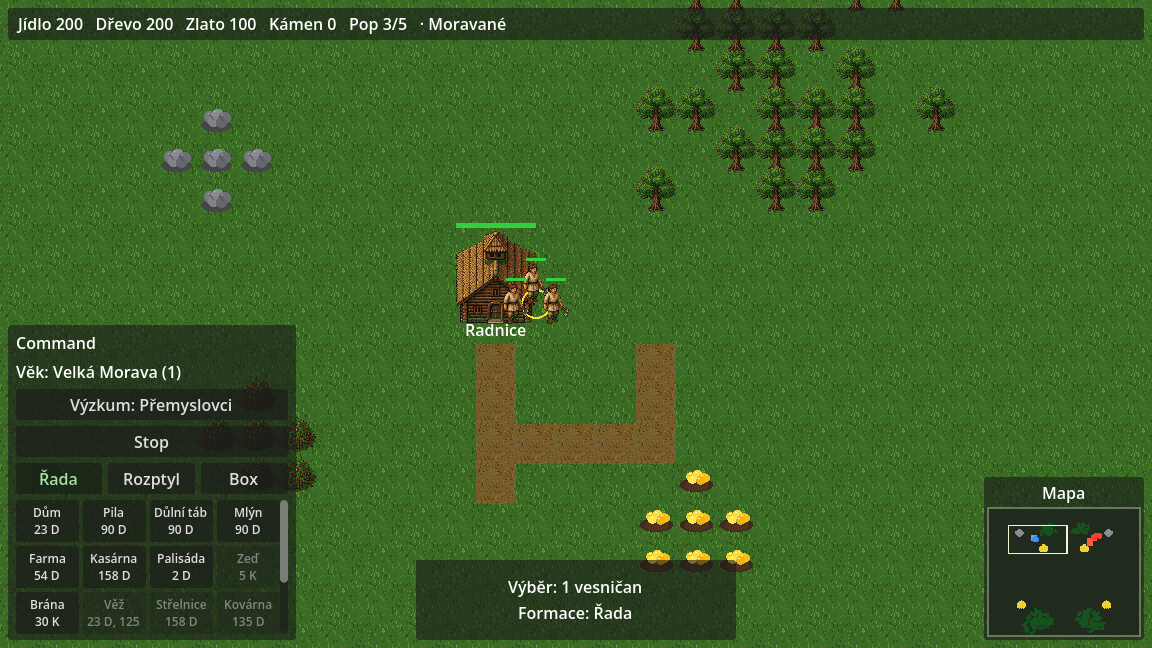 Jídlo 200 Dřevo 200 Zlato 100 Kámen 0 Pop 3/5 · Moravané
Radnice
Command
Věk: Velká Morava (1)
Výzkum: Přemyslovci
Stop
Řada Rozptyl Box
Dům Pila Důlní táb Mlýn
23 D 90 D 90 D 90 D
Farma Kasárna Palisáda Zeď
54 D 158 D 2 D 5 K
Brána Věž Střelnice Kovárna
30 K 23 D, 125 158 D 135 D
Výběr: 1 vesničan
Formace: Řada
Mapa